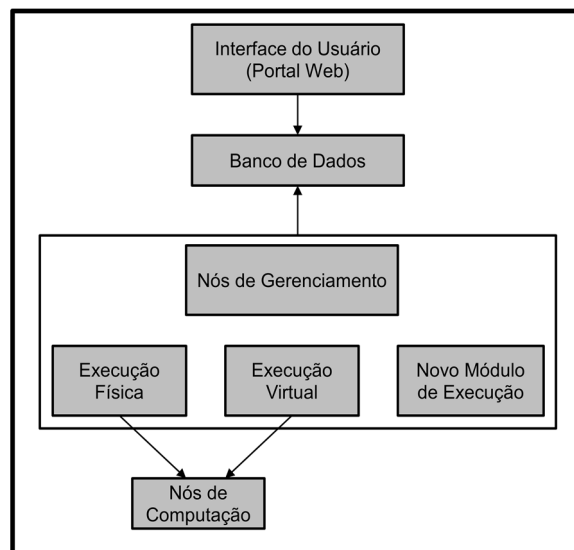 Interface do Usuário
(Portal Web)
Banco de Dados
Nós de Gerenciamento
Execução
Física
Execução
Virtual
Novo Módulo
de Execução
Nós de
Computação